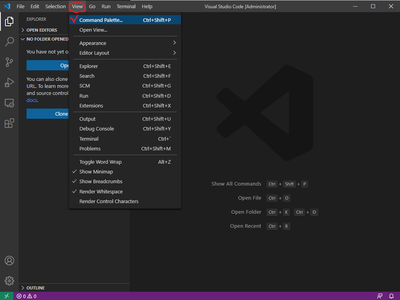 File Edit Selection View Go Run Terminal Help
Visual Studio Code [Administrator]
EXPLORER
OPEN EDITORS
NO FOLDER OPENED
You have not yet o
Ope
You can also clone
URL. To learn more
and source control
docs.
Clone
Command Palette... Ctrl+Shift+P
Open View...
Appearance
Editor Layout
Explorer Ctrl+Shift+E
Search Ctrl+Shift+F
SCM Ctrl+Shift+G
Run Ctrl+Shift+D
Extensions Ctrl+Shift+X
Output Ctrl+Shift+U
Debug Console Ctrl+Shift+Y
Terminal Ctrl+`
Problems Ctrl+Shift+M
Toggle Word Wrap Alt+Z
Show Minimap
Show Breadcrumbs
Render Whitespace
Render Control Characters
Show All Commands Ctrl + Shift + P
Open File Ctrl + O
Open Folder Ctrl + K Ctrl + O
Open Recent Ctrl + R
OUTLINE
0 0